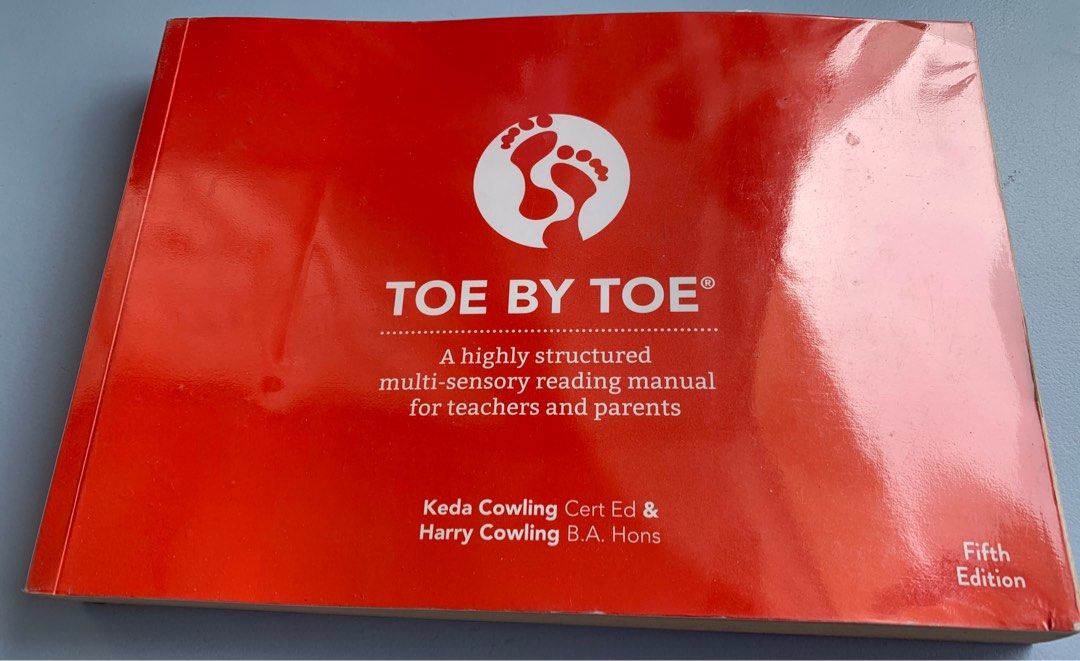 TOE BY TOE®
A highly structured
multi-sensory reading manual
for teachers and parents
Keda Cowling Cert Ed &
Harry Cowling B.A. Hons
Fifth
Edition